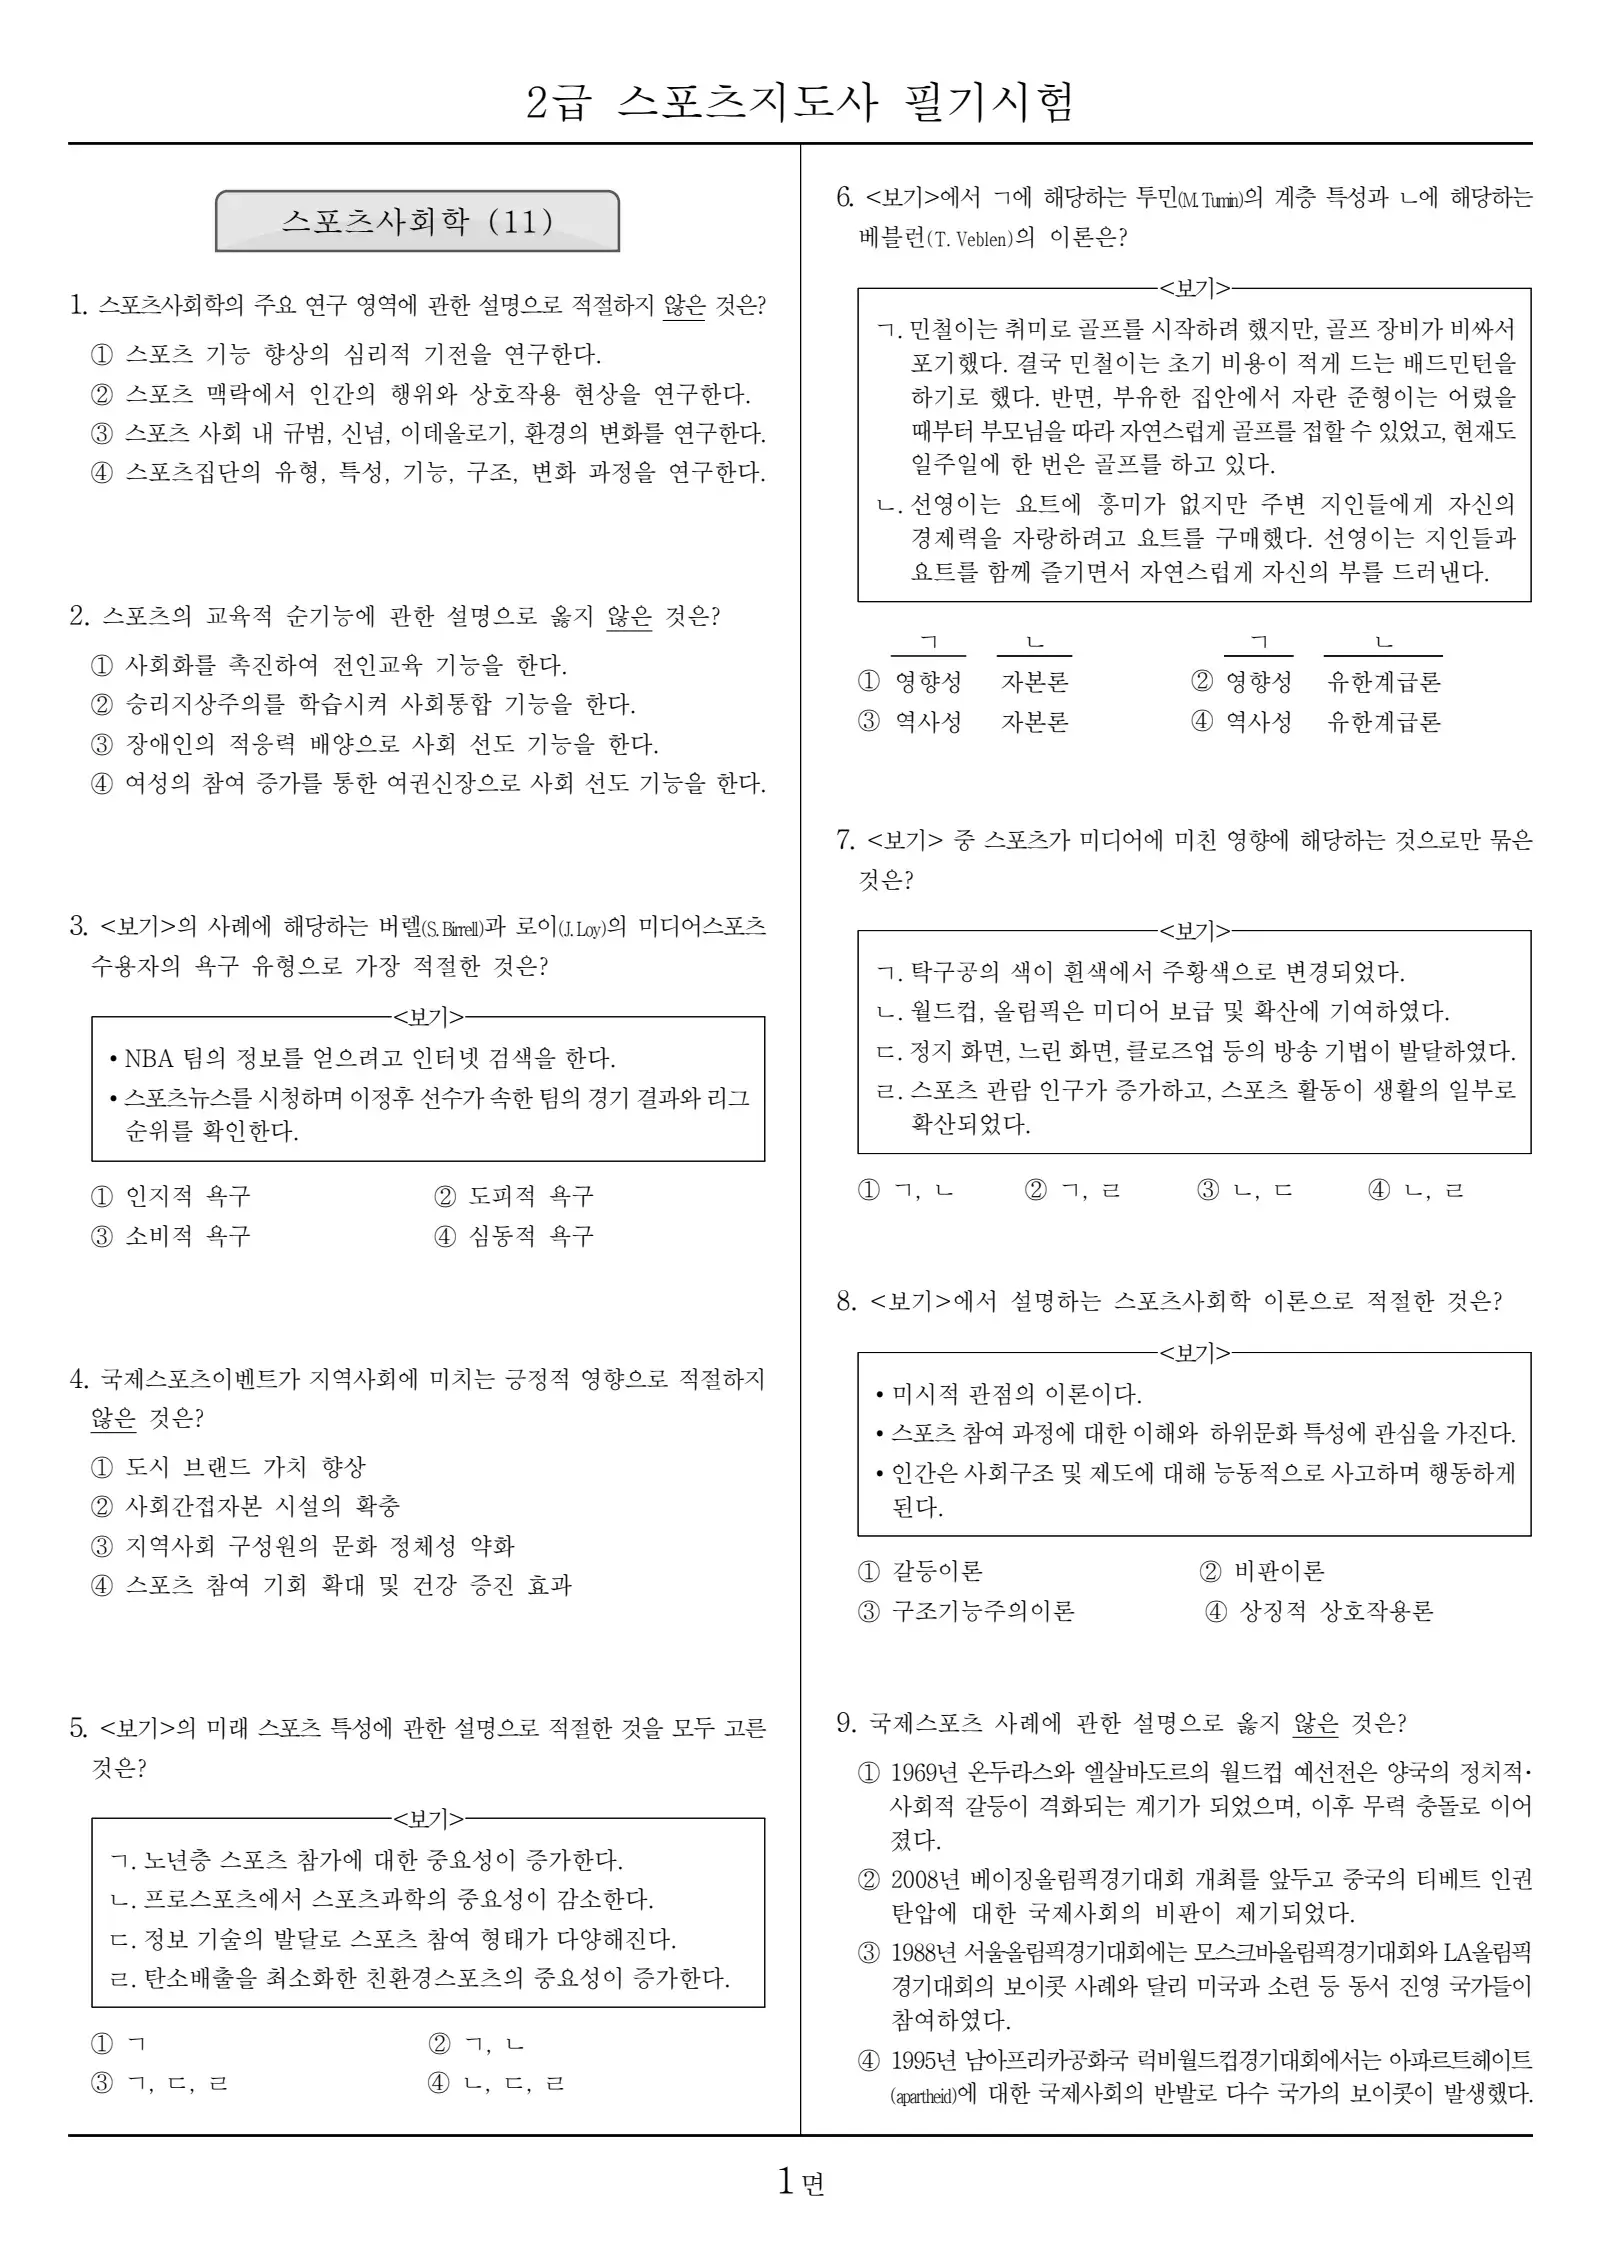 2급 스포츠지도사 필기시험
스포츠사회학 (11)
1. 스포츠사회학의 주요 연구 영역에 관한 설명으로 적절하지 않은 것은?
① 스포츠 기능 향상의 심리적 기전을 연구한다.
② 스포츠 맥락에서 인간의 행위와 상호작용 현상을 연구한다.
③ 스포츠 사회 내 규범, 신념, 이데올로기, 환경의 변화를 연구한다.
④ 스포츠집단의 유형, 특성, 기능, 구조, 변화 과정을 연구한다.
2. 스포츠의 교육적 순기능에 관한 설명으로 옳지 않은 것은?
① 사회화를 촉진하여 전인교육 기능을 한다.
② 승리지상주의를 학습시켜 사회통합 기능을 한다.
③ 장애인의 적응력 배양으로 사회 선도 기능을 한다.
④ 여성의 참여 증가를 통한 여권신장으로 사회 선도 기능을 한다.
3. <보기>의 사례에 해당하는 버렐(S. Birrell)과 로이(J. Loy)의 미디어스포츠
수용자의 욕구 유형으로 가장 적절한 것은?
<보기>
• NBA 팀의 정보를 얻으려고 인터넷 검색을 한다.
• 스포츠뉴스를 시청하며 이정후 선수가 속한 팀의 경기 결과와 리그
순위를 확인한다.
① 인지적 욕구 ② 도피적 욕구
③ 소비적 욕구 ④ 심동적 욕구
4. 국제스포츠이벤트가 지역사회에 미치는 긍정적 영향으로 적절하지
않은 것은?
① 도시 브랜드 가치 향상
② 사회간접자본 시설의 확충
③ 지역사회 구성원의 문화 정체성 약화
④ 스포츠 참여 기회 확대 및 건강 증진 효과
5. <보기>의 미래 스포츠 특성에 관한 설명으로 적절한 것을 모두 고른
것은?
<보기>
ㄱ. 노년층 스포츠 참가에 대한 중요성이 증가한다.
ㄴ. 프로스포츠에서 스포츠과학의 중요성이 감소한다.
ㄷ. 정보 기술의 발달로 스포츠 참여 형태가 다양해진다.
ㄹ. 탄소배출을 최소화한 친환경스포츠의 중요성이 증가한다.
① ㄱ ② ㄱ, ㄴ
③ ㄱ, ㄷ, ㄹ ④ ㄴ, ㄷ, ㄹ
6. <보기>에서 ㄱ에 해당하는 투민(M. Tumin)의 계층 특성과 ㄴ에 해당하는
베블런(T. Veblen)의 이론은?
<보기>
ㄱ. 민철이는 취미로 골프를 시작하려 했지만, 골프 장비가 비싸서
포기했다. 결국 민철이는 초기 비용이 적게 드는 배드민턴을
하기로 했다. 반면, 부유한 집안에서 자란 준형이는 어렸을
때부터 부모님을 따라 자연스럽게 골프를 접할 수 있었고, 현재도
일주일에 한 번은 골프를 하고 있다.
ㄴ. 선영이는 요트에 흥미가 없지만 주변 지인들에게 자신의
경제력을 자랑하려고 요트를 구매했다. 선영이는 지인들과
요트를 함께 즐기면서 자연스럽게 자신의 부를 드러낸다.
ㄱ ㄴ ㄱ ㄴ
① 영향성 자본론 ② 영향성 유한계급론
③ 역사성 자본론 ④ 역사성 유한계급론
7. <보기> 중 스포츠가 미디어에 미친 영향에 해당하는 것으로만 묶은
것은?
<보기>
ㄱ. 탁구공의 색이 흰색에서 주황색으로 변경되었다.
ㄴ. 월드컵, 올림픽은 미디어 보급 및 확산에 기여하였다.
ㄷ. 정지 화면, 느린 화면, 클로즈업 등의 방송 기법이 발달하였다.
ㄹ. 스포츠 관람 인구가 증가하고, 스포츠 활동이 생활의 일부로
확산되었다.
① ㄱ, ㄴ ② ㄱ, ㄹ ③ ㄴ, ㄷ ④ ㄴ, ㄹ
8. <보기>에서 설명하는 스포츠사회학 이론으로 적절한 것은?
<보기>
• 미시적 관점의 이론이다.
• 스포츠 참여 과정에 대한 이해와 하위문화 특성에 관심을 가진다.
• 인간은 사회구조 및 제도에 대해 능동적으로 사고하며 행동하게
된다.
① 갈등이론 ② 비판이론
③ 구조기능주의이론 ④ 상징적 상호작용론
9. 국제스포츠 사례에 관한 설명으로 옳지 않은 것은?
① 1969년 온두라스와 엘살바도르의 월드컵 예선전은 양국의 정치적·
사회적 갈등이 격화되는 계기가 되었으며, 이후 무력 충돌로 이어
졌다.
② 2008년 베이징올림픽경기대회 개최를 앞두고 중국의 티베트 인권
탄압에 대한 국제사회의 비판이 제기되었다.
③ 1988년 서울올림픽경기대회에는 모스크바올림픽경기대회와 LA올림픽
경기대회의 보이콧 사례와 달리 미국과 소련 등 동서 진영 국가들이
참여하였다.
④ 1995년 남아프리카공화국 럭비월드컵경기대회에서는 아파르트헤이트
(apartheid)에 대한 국제사회의 반발로 다수 국가의 보이콧이 발생했다.
1면